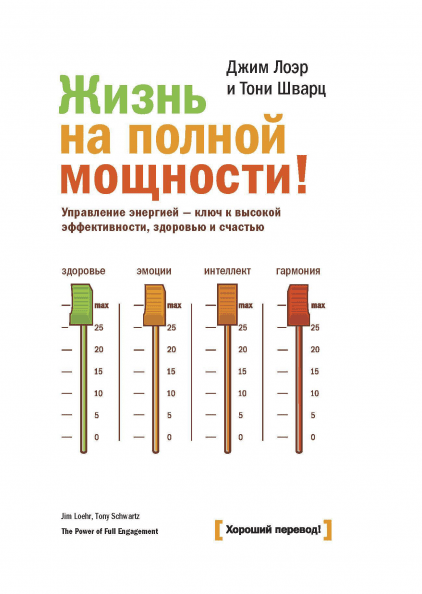 Джим Лоэр
и Тони Шварц
Жизнь
на полной
мощности!
Управление энергией — ключ к высокой
эффективности, здоровью и счастью
здоровье эмоции интеллект гармония
max max max max
25 25 25 25
20 20 20 20
15 15 15 15
10 10 10 10
5 5 5 5
0 0 0 0
Jim Loehr, Tony Schwartz
The Power of Full Engagement
[ Хороший перевод! ]